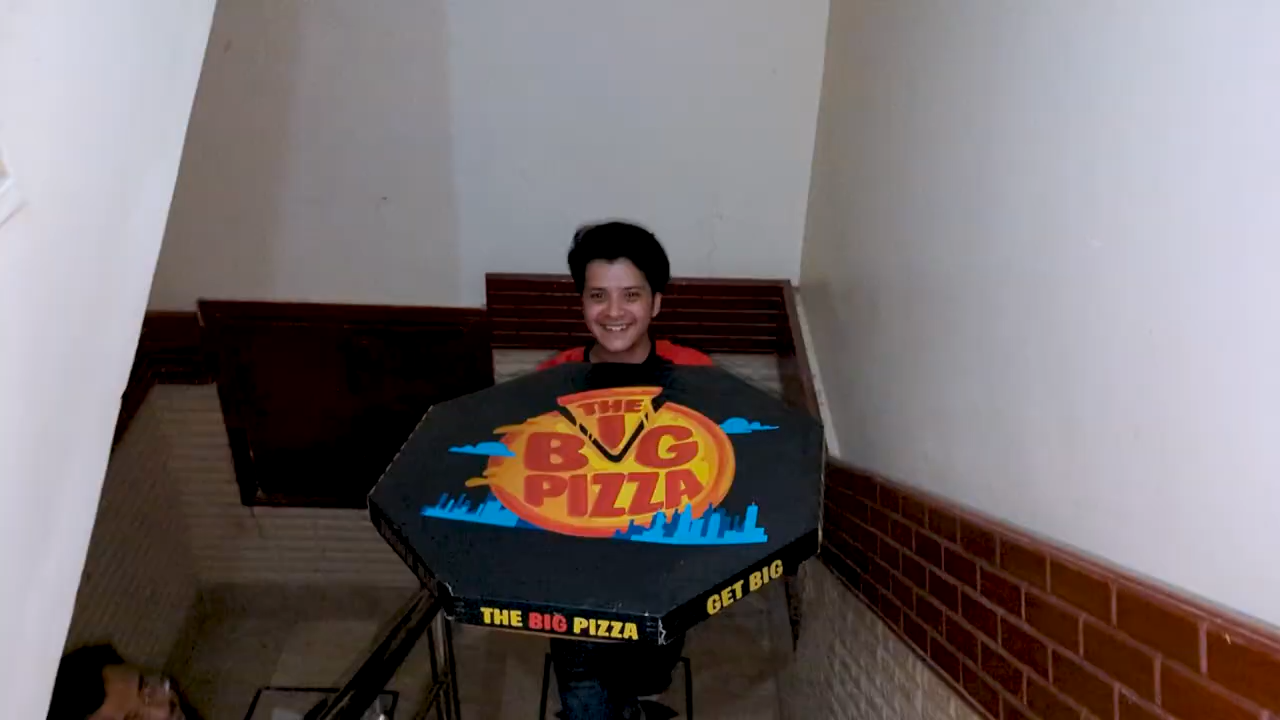 THE
BIG
PIZZA
THE BIG PIZZA
GET BIG